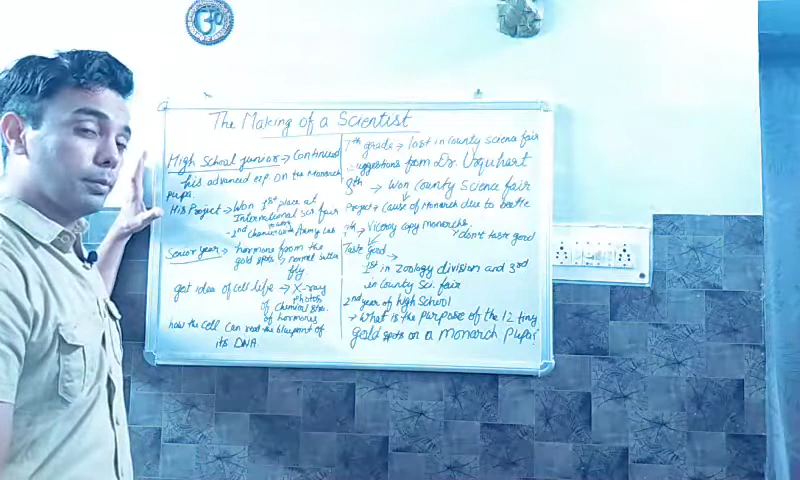 ॐ
The Making of a Scientist
High School junior → Continued
his advanced exp on the Monarch
pupa
His Project → Won 1st place at
International sci fair
- 2nd Chance Army Lab
Senior year → hormone from the
gold spots normal
fly
got idea of cell life → X-ray
Photos
of Chemical
of hormones
how the Cell Can read the blueprint of
its DNA.
7th grade → lost in County science fair
suggestions from Dr. Urquhart
8th → Won County Science fair
Project → Cause of Monarch due to beetle
→ Viceroy copy monarchs
don't taste good
Taste good →
1st in Zoology division and 3rd
in County Sci. fair
2nd year of high School
→ What is the purpose of the 12 tiny
gold spots on a Monarch Pupa?